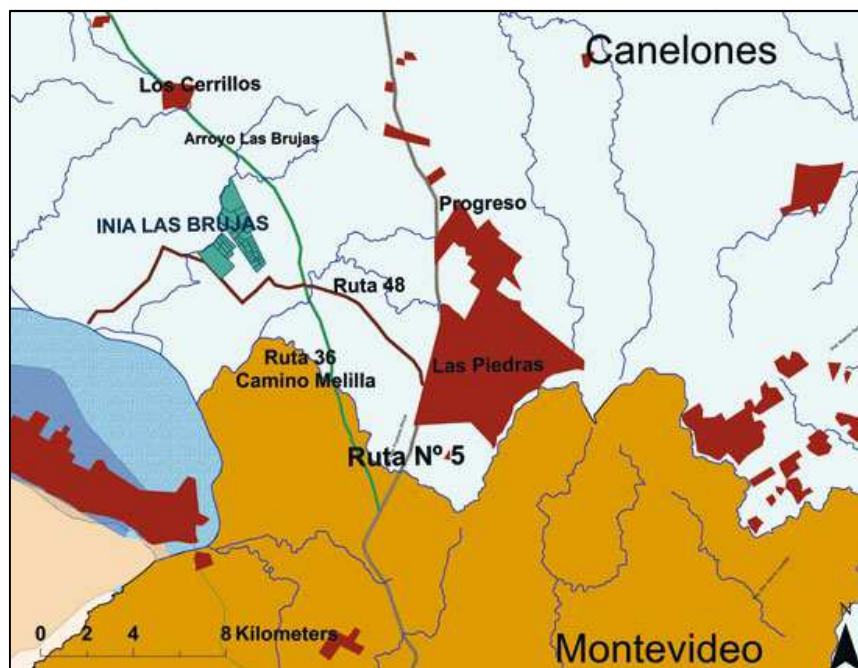 Canelones
Los Cerrillos
Arroyo Las Brujas
Progreso
INIA LAS BRUJAS
Ruta 48
Ruta 36
Camino Melilla
Las Piedras
Ruta Nº 5
N
0 2 4 8 Kilometers
Montevideo